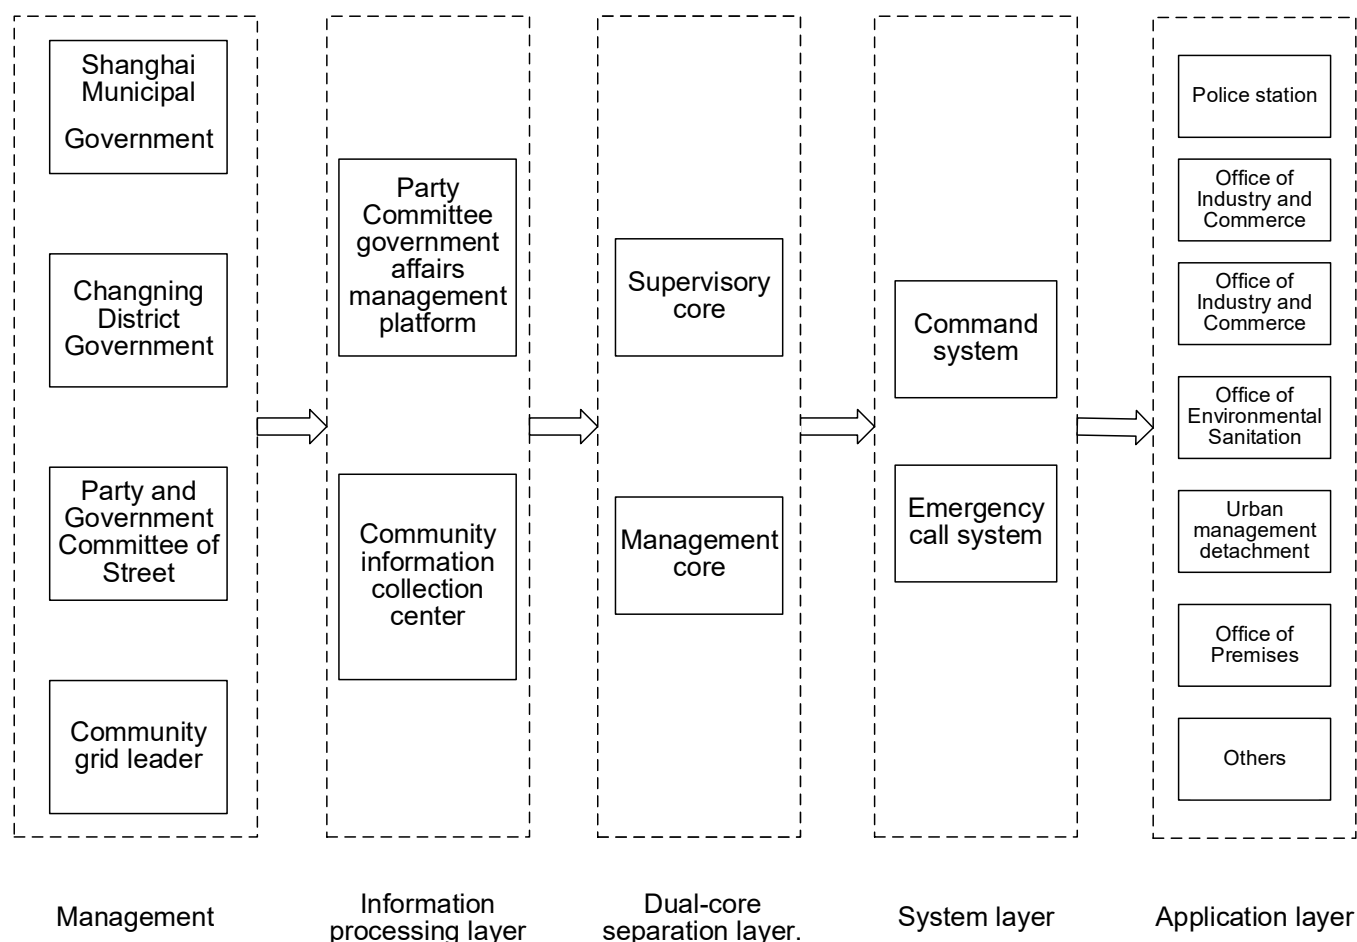 Shanghai
Municipal
Government
Changning
District
Government
Party and
Government
Committee of
Street
Community
grid leader
Management
Party
Committee
government
affairs
management
platform
Community
information
collection
center
Information
processing layer
Supervisory
core
Management
core
Dual-core
separation layer.
Command
system
Emergency
call system
System layer
Police station
Office of
Industry and
Commerce
Office of
Industry and
Commerce
Office of
Environmental
Sanitation
Urban
management
detachment
Office of
Premises
Others
Application layer